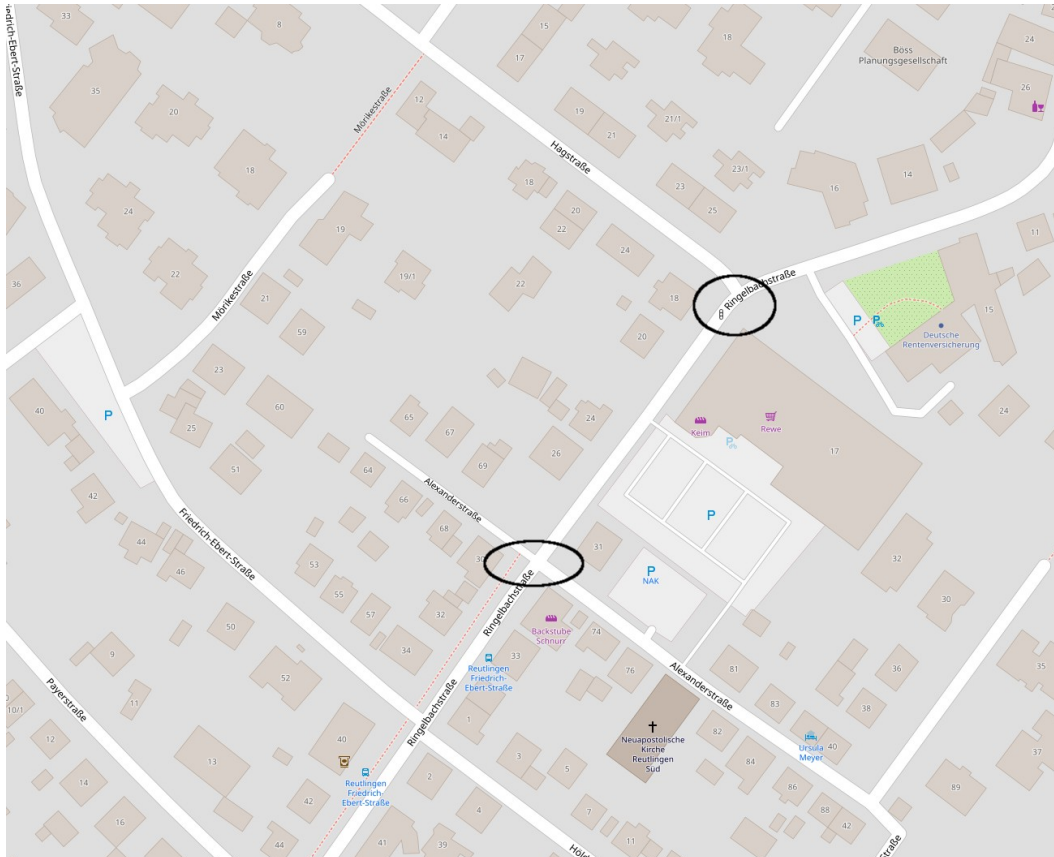 33
8
15
17
18
Boss
Planungsgesellschaft
24
26
Friedrich-Ebert-Straße
35
20
Mörikestraße
12
14
19
21
21/1
Hagstraße
18
18
23/1
23
25
16
14
24
20
22
24
19
11
22
19/1
22
18
Ringelbachstraße
36
Mörikestraße
21
59
20
P
15
Deutsche
Rentenversicherung
23
60
65
67
24
Keim
Rewe
24
40
P
25
51
64
69
26
17
42
66
Alexanderstraße
P
68
44
46
Friedrich-Ebert-Straße
53
31
P
NAK
32
55
57
32
Ringelbachstraße
30
50
34
Backstube
Schnurr
74
9
52
Reutlingen
Friedrich-
Ebert-Straße
33
76
81
36
35
Alexanderstraße
10/1
11
Payerstraße
Ringelbachstraße
1
83
38
12
40
Neuapostolische
Kirche
Reutlingen
Süd
82
40
Ursula
Meyer
37
13
3
84
14
Reutlingen
Friedrich-
Ebert-Straße
2
5
86
89
42
4
7
88
16
42
44
41
39
11